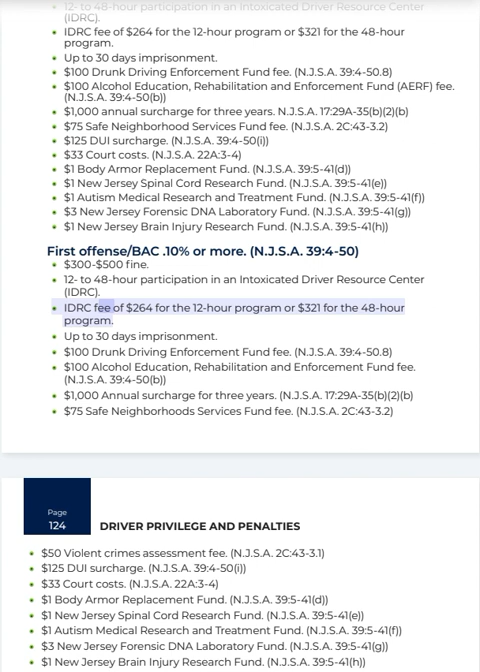 12- to 48-hour participation in an Intoxicated Driver Resource Center
(IDRC).
IDRC fee of $264 for the 12-hour program or $321 for the 48-hour
program.
Up to 30 days imprisonment.
$100 Drunk Driving Enforcement Fund fee. (N.J.S.A. 39:4-50.8)
$100 Alcohol Education, Rehabilitation and Enforcement Fund (AERF) fee.
(N.J.S.A. 39:4-50(b))
$1,000 annual surcharge for three years. N.J.S.A. 17:29A-35(b)(2)(b)
$75 Safe Neighborhood Services Fund fee. (N.J.S.A. 2C:43-3.2)
$125 DUI surcharge. (N.J.S.A. 39:4-50(i))
$33 Court costs. (N.J.S.A. 22A:3-4)
$1 Body Armor Replacement Fund. (N.J.S.A. 39:5-41(d))
$1 New Jersey Spinal Cord Research Fund. (N.J.S.A. 39:5-41(e))
$1 Autism Medical Research and Treatment Fund. (N.J.S.A. 39:5-41(f))
$3 New Jersey Forensic DNA Laboratory Fund. (N.J.S.A. 39:5-41(g))
$1 New Jersey Brain Injury Research Fund. (N.J.S.A. 39:5-41(h))
First offense/BAC .10% or more. (N.J.S.A. 39:4-50)
$300-$500 fine.
12- to 48-hour participation in an Intoxicated Driver Resource Center
(IDRC).
IDRC fee of $264 for the 12-hour program or $321 for the 48-hour
program.
Up to 30 days imprisonment.
$100 Drunk Driving Enforcement Fund fee. (N.J.S.A. 39:4-50.8)
$100 Alcohol Education, Rehabilitation and Enforcement Fund fee.
(N.J.S.A. 39:4-50(b))
$1,000 Annual surcharge for three years. (N.J.S.A. 17:29A-35(b)(2)(b)
$75 Safe Neighborhoods Services Fund fee. (N.J.S.A. 2C:43-3.2)
Page
124
DRIVER PRIVILEGE AND PENALTIES
$50 Violent crimes assessment fee. (N.J.S.A. 2C:43-3.1)
$125 DUI surcharge. (N.J.S.A. 39:4-50(i))
$33 Court costs. (N.J.S.A. 22A:3-4)
$1 Body Armor Replacement Fund. (N.J.S.A. 39:5-41(d))
$1 New Jersey Spinal Cord Research Fund. (N.J.S.A. 39:5-41(e))
$1 Autism Medical Research and Treatment Fund. (N.J.S.A. 39:5-41(f))
$3 New Jersey Forensic DNA Laboratory Fund. (N.J.S.A. 39:5-41(g))
$1 New Jersey Brain Injury Research Fund. (N.J.S.A. 39:5-41(h))